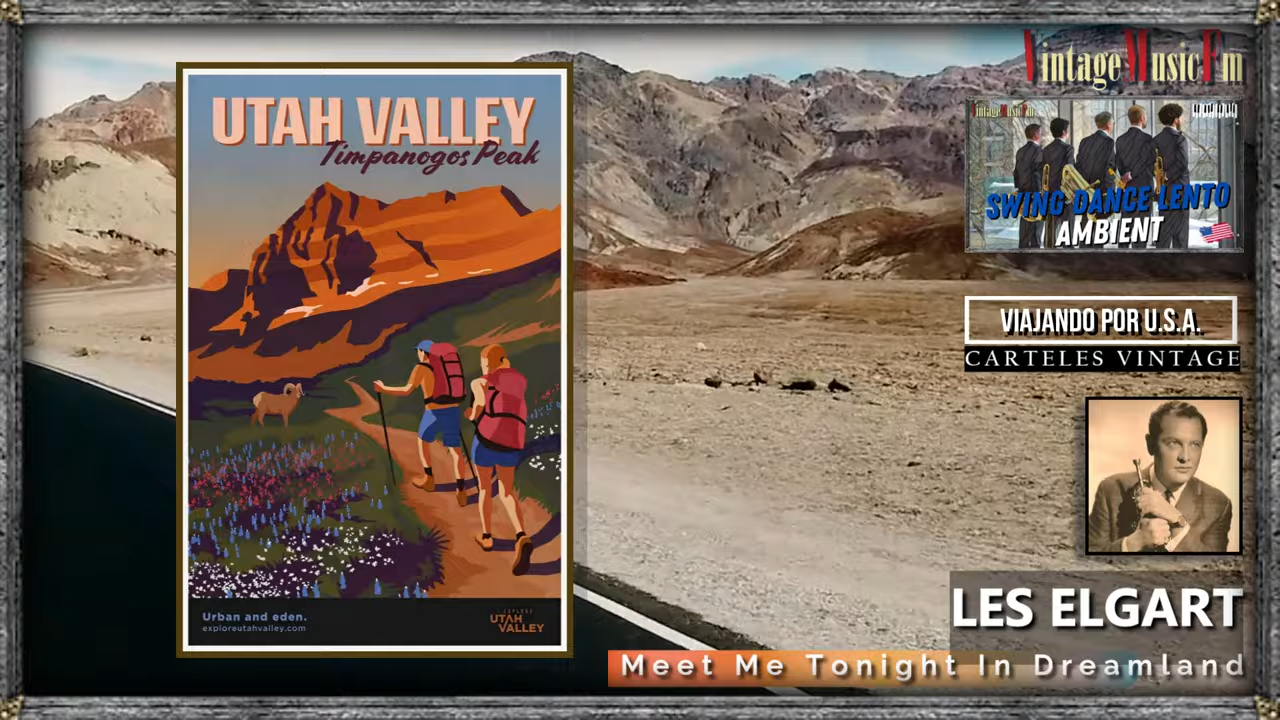 UTAH VALLEY
Timpanogos Peak
Urban and eden.
exploreutahvalley.com
EXPLORE
UTAH
VALLEY
VintageMusicFm
VintageMusicFm
SWING DANCE LENTO
AMBIENT
VIAJANDO POR U.S.A.
CARTELES VINTAGE
LES ELGART
Meet Me Tonight In Dreamland